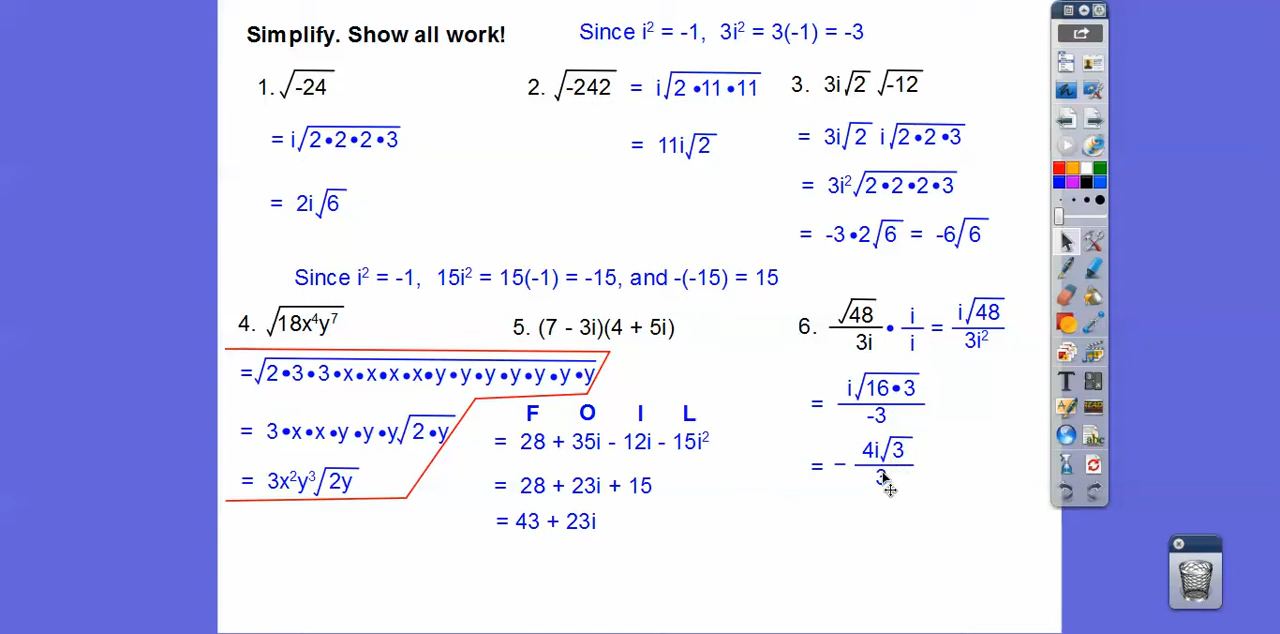 Simplify. Show all work!
Since i² = -1, 3i² = 3(-1) = -3
1. √-24
= i√2•2•2•3
= 2i√6
2. √-242 = i√2•11•11
= 11i√2
3. 3i√2 √-12
= 3i√2 i√2•2•3
= 3i²√2•2•2•3
= -3•2√6 = -6√6
Since i² = -1, 15i² = 15(-1) = -15, and -(-15) = 15
4. √18x⁴y⁷
=√2•3•3•x•x•x•x•y•y•y•y•y•y•y
= 3•x•x•y•y•y√2•y
= 3x²y³√2y
5. (7 - 3i)(4 + 5i)
F O I L
= 28 + 35i - 12i - 15i²
= 28 + 23i + 15
= 43 + 23i
6. √48/3i • i/i = i√48/3i²
= i√16•3/-3
= - 4i√3/3
T
abc